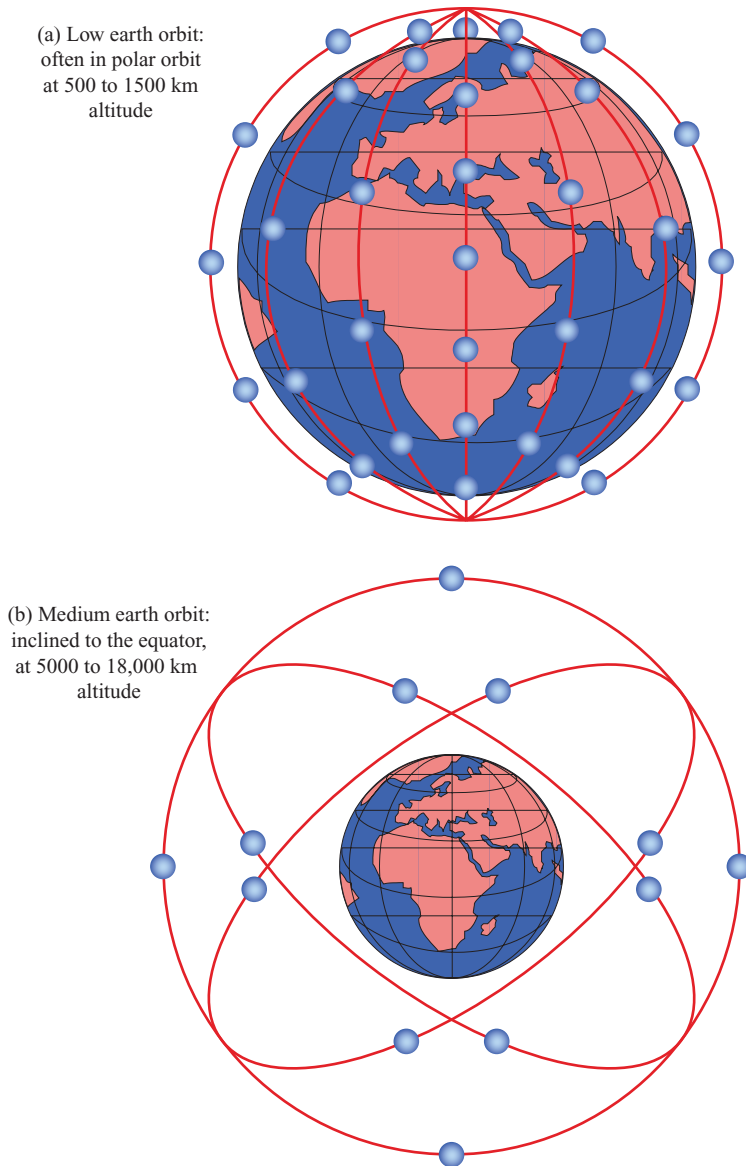 (a) Low earth orbit:
often in polar orbit
at 500 to 1500 km
altitude
(b) Medium earth orbit:
inclined to the equator,
at 5000 to 18,000 km
altitude